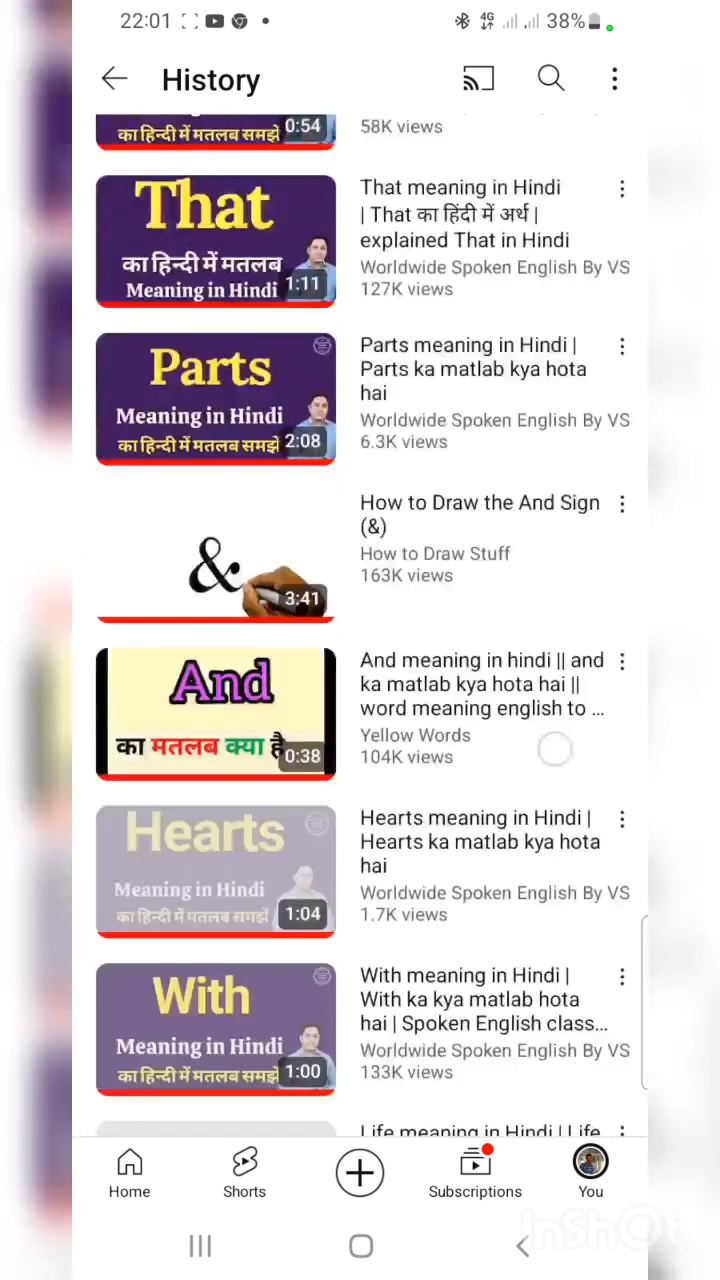 22:01
4G
38%
History
का हिन्दी में मतलब समझे
0:54
58K views
That
का हिन्दी में मतलब
Meaning in Hindi
1:11
That meaning in Hindi
| That का हिंदी में अर्थ |
explained That in Hindi
Worldwide Spoken English By VS
127K views
Parts
Meaning in Hindi
का हिन्दी में मतलब समझे
2:08
Parts meaning in Hindi |
Parts ka matlab kya hota
hai
Worldwide Spoken English By VS
6.3K views
&
3:41
How to Draw the And Sign
(&)
How to Draw Stuff
163K views
And
का मतलब क्या है
0:38
And meaning in hindi || and
ka matlab kya hota hai ||
word meaning english to ...
Yellow Words
104K views
Hearts
Meaning in Hindi
का हिन्दी में मतलब समझें
1:04
Hearts meaning in Hindi |
Hearts ka matlab kya hota
hai
Worldwide Spoken English By VS
1.7K views
With
Meaning in Hindi
का हिन्दी में मतलब समझे
1:00
With meaning in Hindi |
With ka kya matlab hota
hai | Spoken English class...
Worldwide Spoken English By VS
133K views
Life meaning in Hindi | Life
Home
Shorts
Subscriptions
You
InShOt